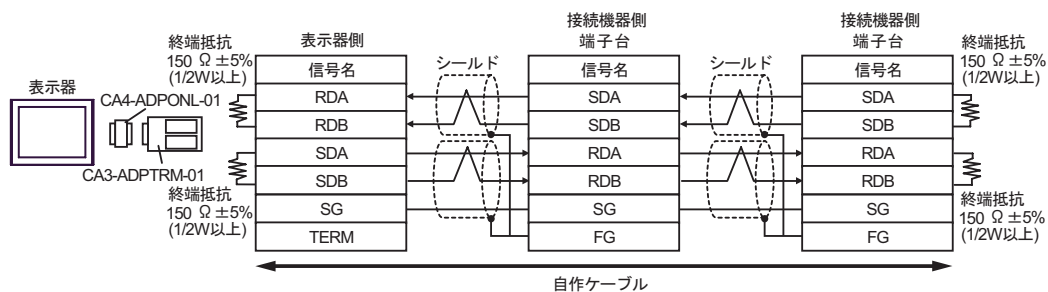 表示器
CA4-ADPONL-01
CA3-ADPTRM-01
終端抵抗
150 Ω ±5%
(1/2W以上)
終端抵抗
150 Ω ±5%
(1/2W以上)
表示器側
信号名
RDA
RDB
SDA
SDB
SG
TERM
シールド
接続機器側
端子台
信号名
SDA
SDB
RDA
RDB
SG
FG
シールド
接続機器側
端子台
信号名
SDA
SDB
RDA
RDB
SG
FG
終端抵抗
150 Ω ±5%
(1/2W以上)
終端抵抗
150 Ω ±5%
(1/2W以上)
自作ケーブル